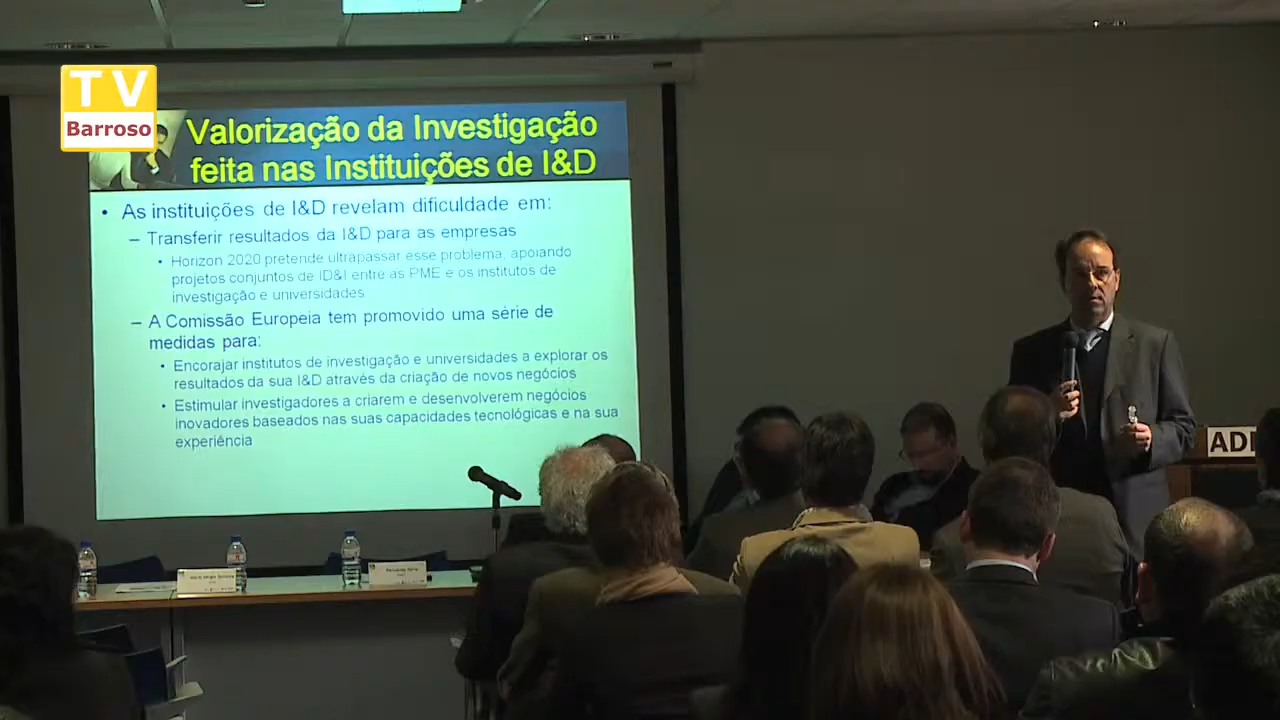 TV
Barroso
Valorização da Investigação
feita nas Instituições de I&D
• As instituições de I&D revelam dificuldade em:
– Transferir resultados da I&D para as empresas
• Horizon 2020 pretende ultrapassar esse problema, apoiando
projetos conjuntos de ID&I entre as PME e os institutos de
investigação e universidades
– A Comissão Europeia tem promovido uma série de
medidas para:
• Encorajar institutos de investigação e universidades a explorar os
resultados da sua I&D através da criação de novos negócios
• Estimular investigadores a criarem e desenvolverem negócios
inovadores baseados nas suas capacidades tecnológicas e na sua
experiência
ADI